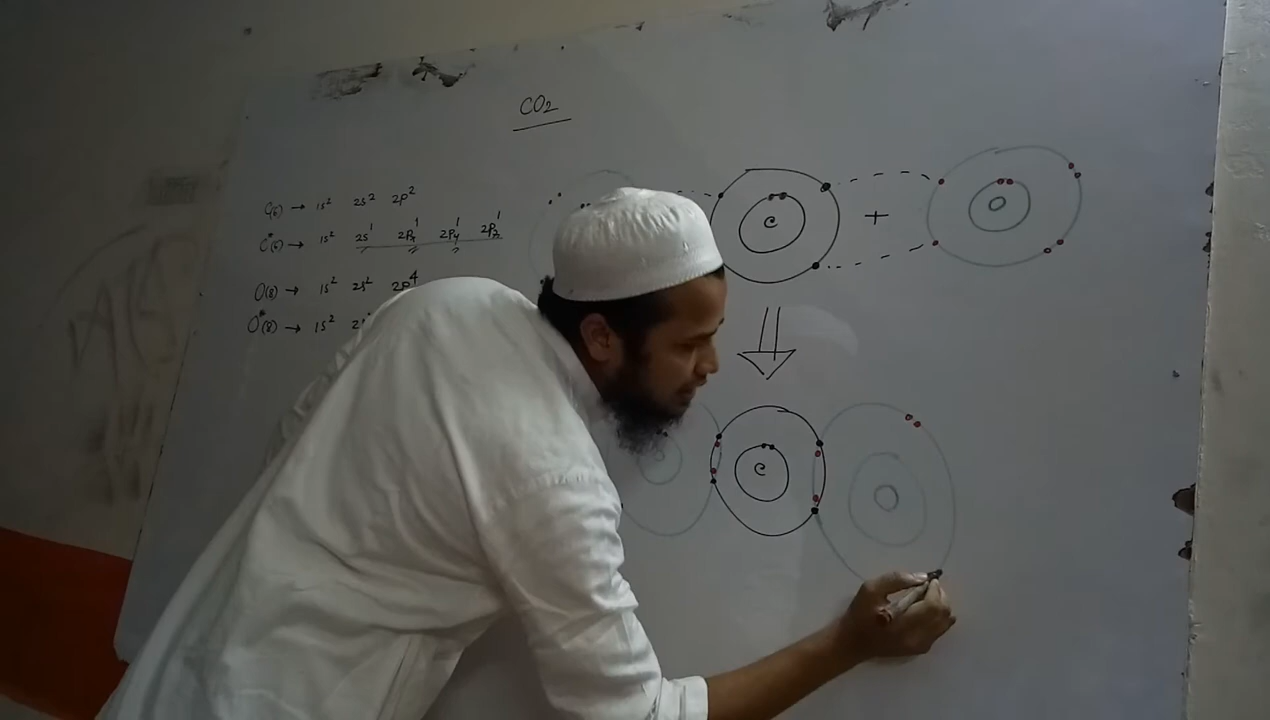 CO2
C(6) → 1s² 2s² 2p²
C*(6) → 1s² 2s¹ 2Px¹ 2Py¹ 2Pz¹
O(8) → 1s² 2s² 2p⁴
O*(8) → 1s²
C + O
C O